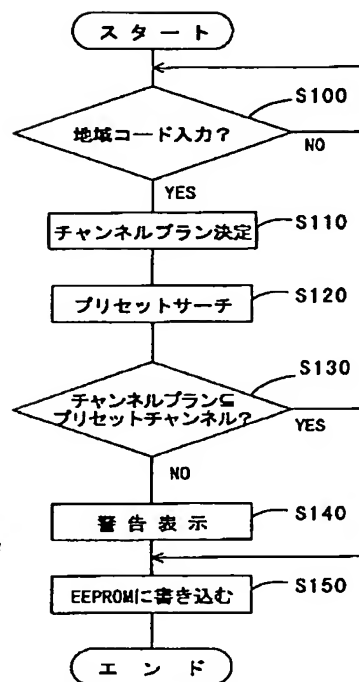 スタート
S100
地域コード入力？
NO
YES
S110
チャンネルプラン決定
S120
プリセットサーチ
S130
チャンネルプラン⊆
プリセットチャンネル？
YES
NO
S140
警告表示
S150
EEPROMに書き込む
エンド